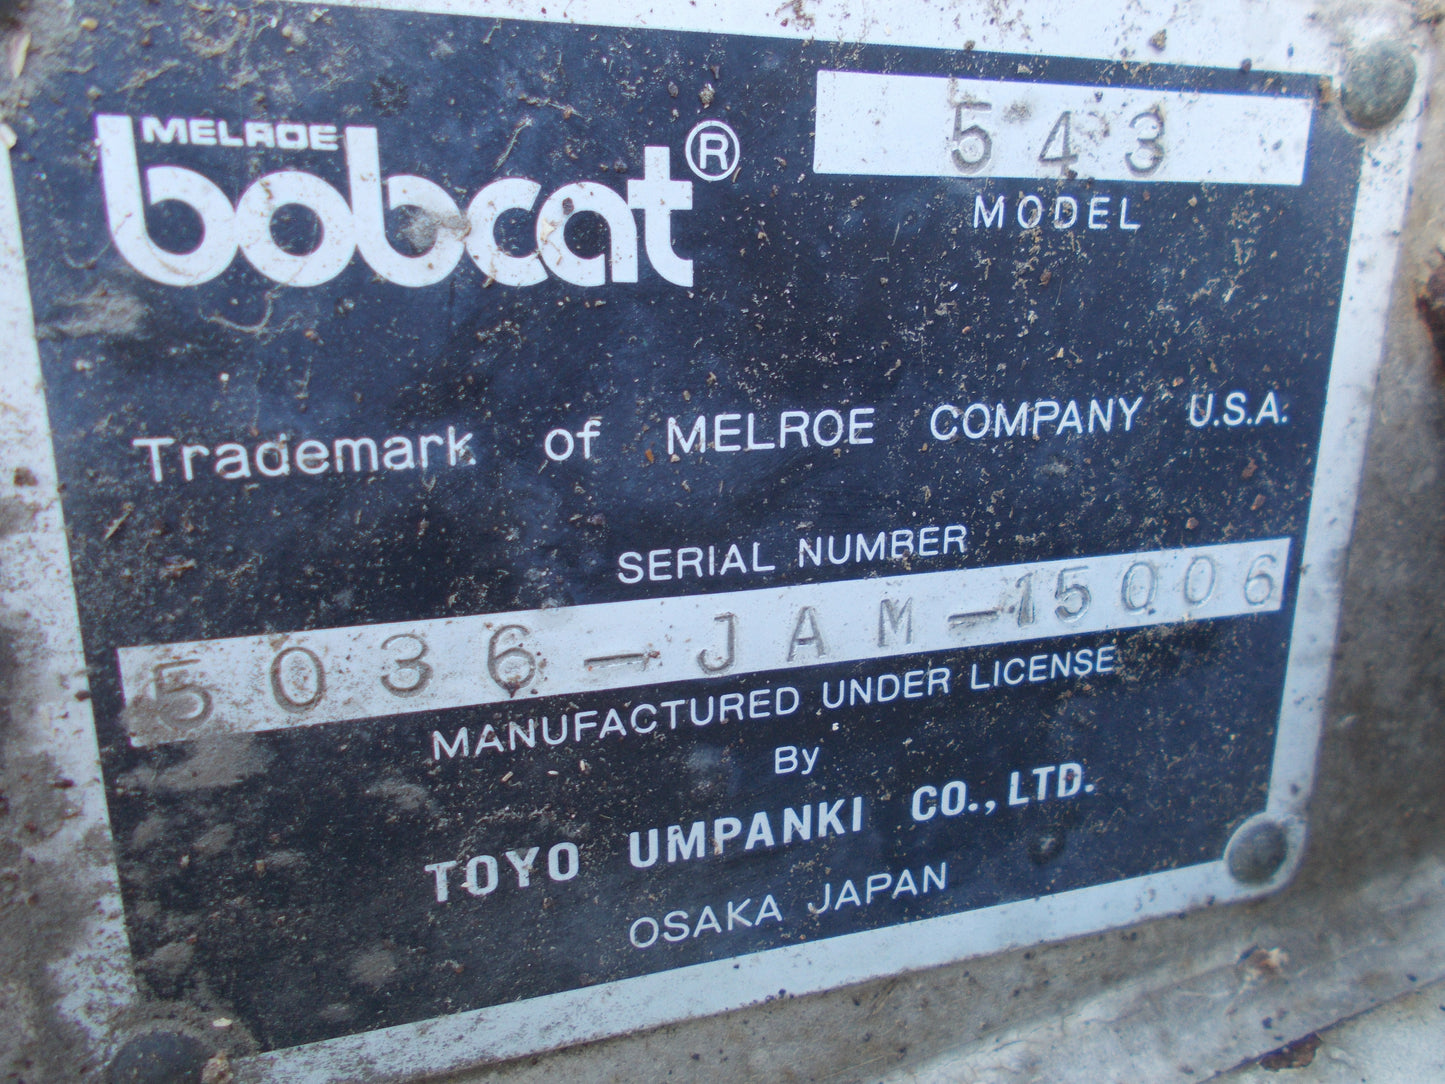 MELROE
bobcat®
543
MODEL
Trademark of MELROE COMPANY U.S.A.
SERIAL NUMBER
5036-JAM-15006
MANUFACTURED UNDER LICENSE
By
TOYO UMPANKI CO., LTD.
OSAKA JAPAN